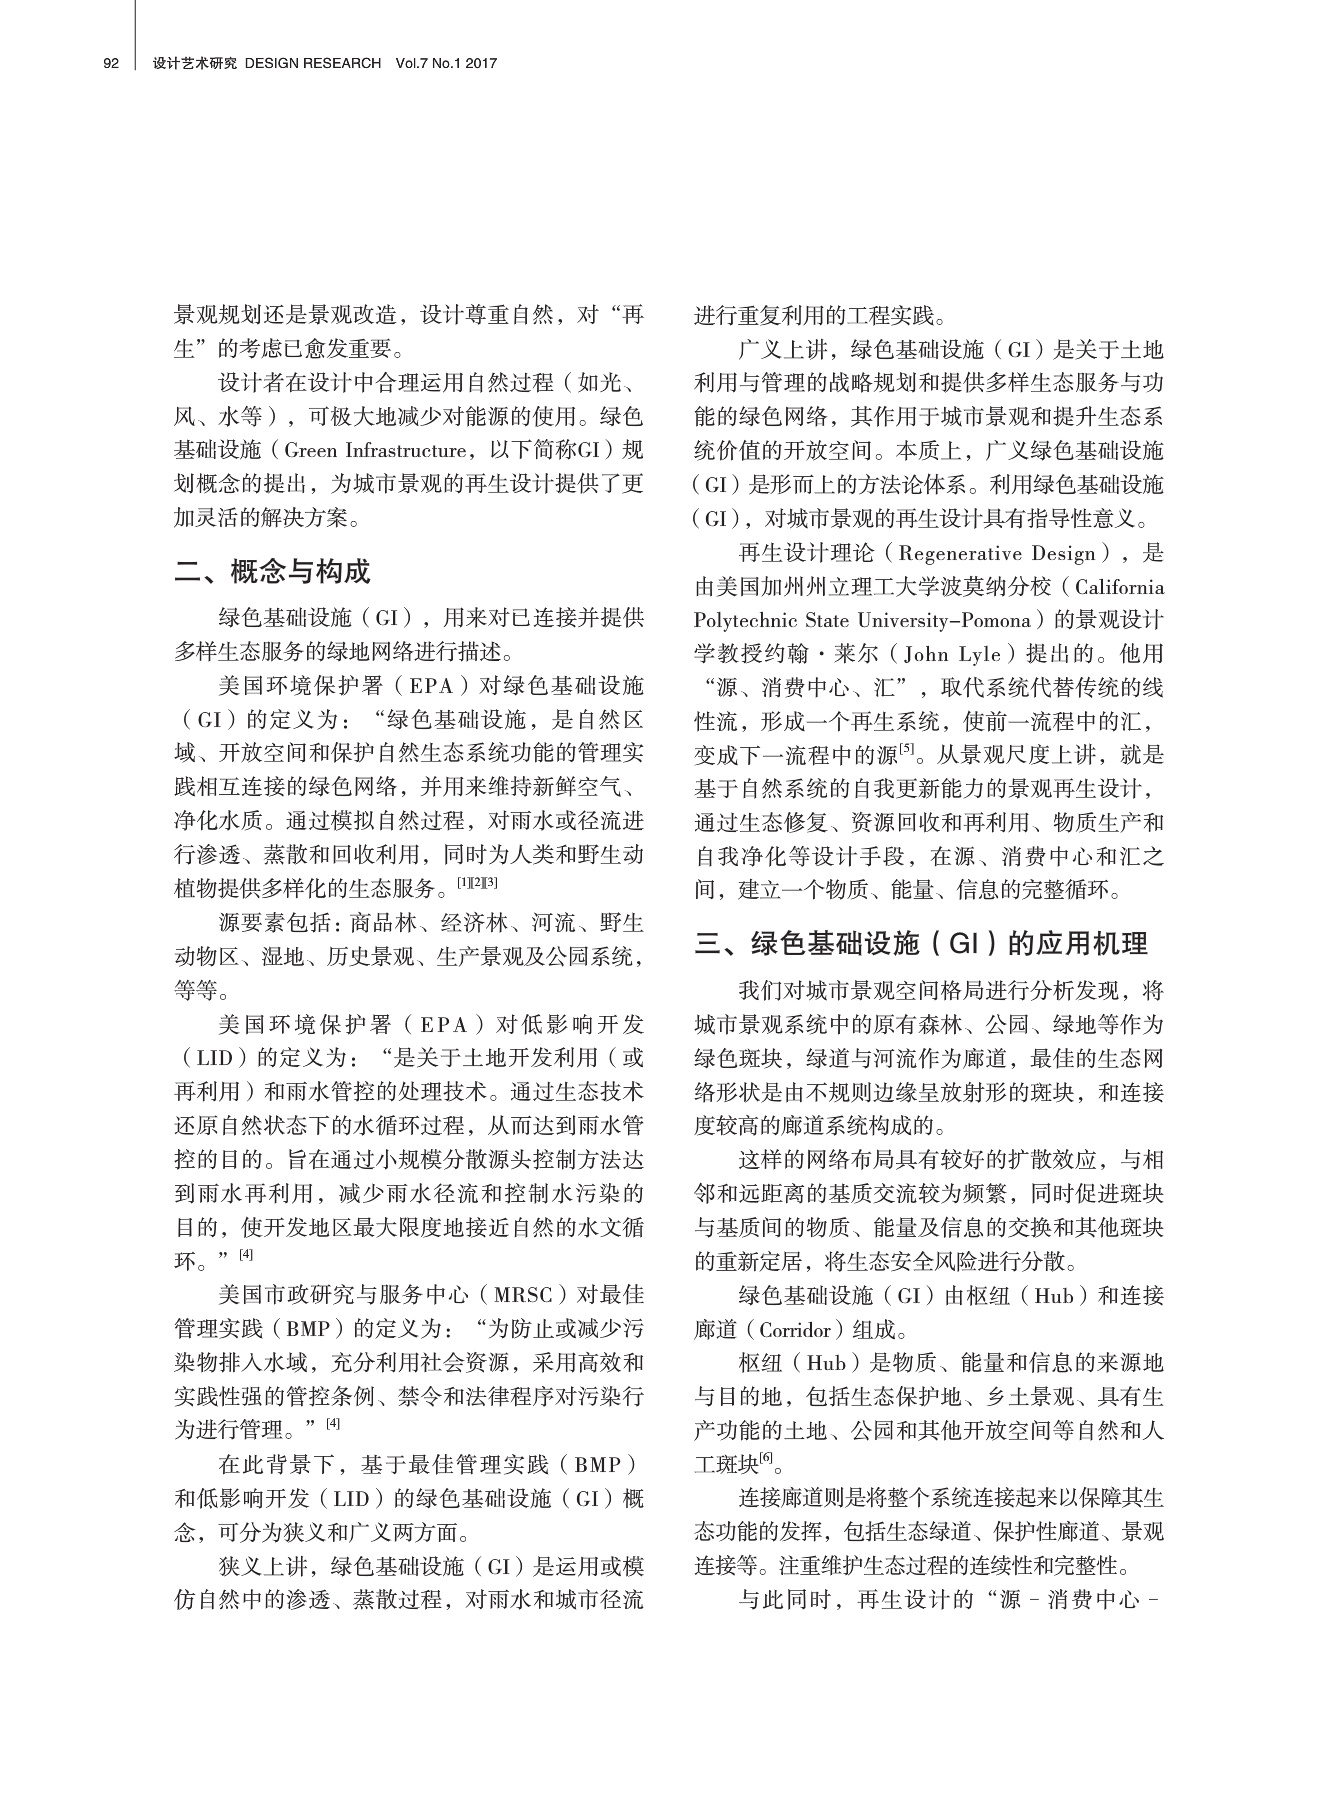 92
设计艺术研究 DESIGN RESEARCH Vol.7 No.1 2017
景观规划还是景观改造，设计尊重自然，对“再
生”的考虑已愈发重要。
设计者在设计中合理运用自然过程（如光、
风、水等），可极大地减少对能源的使用。绿色
基础设施（Green Infrastructure，以下简称GI）规
划概念的提出，为城市景观的再生设计提供了更
加灵活的解决方案。
二、概念与构成
绿色基础设施（GI），用来对已连接并提供
多样生态服务的绿地网络进行描述。
美国环境保护署（EPA）对绿色基础设施
（GI）的定义为：“绿色基础设施，是自然区
域、开放空间和保护自然生态系统功能的管理实
践相互连接的绿色网络，并用来维持新鲜空气、
净化水质。通过模拟自然过程，对雨水或径流进
行渗透、蒸散和回收利用，同时为人类和野生动
植物提供多样化的生态服务。[1][2][3]
源要素包括：商品林、经济林、河流、野生
动物区、湿地、历史景观、生产景观及公园系统，
等等。
美国环境保护署（EPA）对低影响开发
（LID）的定义为：“是关于土地开发利用（或
再利用）和雨水管控的处理技术。通过生态技术
还原自然状态下的水循环过程，从而达到雨水管
控的目的。旨在通过小规模分散源头控制方法达
到雨水再利用，减少雨水径流和控制水污染的
目的，使开发地区最大限度地接近自然的水文循
环。”[4]
美国市政研究与服务中心（MRSC）对最佳
管理实践（BMP）的定义为：“为防止或减少污
染物排入水域，充分利用社会资源，采用高效和
实践性强的管控条例、禁令和法律程序对污染行
为进行管理。”[4]
在此背景下，基于最佳管理实践（BMP）
和低影响开发（LID）的绿色基础设施（GI）概
念，可分为狭义和广义两方面。
狭义上讲，绿色基础设施（GI）是运用或模
仿自然中的渗透、蒸散过程，对雨水和城市径流
进行重复利用的工程实践。
广义上讲，绿色基础设施（GI）是关于土地
利用与管理的战略规划和提供多样生态服务与功
能的绿色网络，其作用于城市景观和提升生态系
统价值的开放空间。本质上，广义绿色基础设施
（GI）是形而上的方法论体系。利用绿色基础设施
（GI），对城市景观的再生设计具有指导性意义。
再生设计理论（Regenerative Design），是
由美国加州州立理工大学波莫纳分校（California
Polytechnic State University–Pomona）的景观设计
学教授约翰·莱尔（John Lyle）提出的。他用
“源、消费中心、汇”，取代系统代替传统的线
性流，形成一个再生系统，使前一流程中的汇，
变成下一流程中的源[5]。从景观尺度上讲，就是
基于自然系统的自我更新能力的景观再生设计，
通过生态修复、资源回收和再利用、物质生产和
自我净化等设计手段，在源、消费中心和汇之
间，建立一个物质、能量、信息的完整循环。
三、绿色基础设施（GI）的应用机理
我们对城市景观空间格局进行分析发现，将
城市景观系统中的原有森林、公园、绿地等作为
绿色斑块，绿道与河流作为廊道，最佳的生态网
络形状是由不规则边缘呈放射形的斑块，和连接
度较高的廊道系统构成的。
这样的网络布局具有较好的扩散效应，与相
邻和远距离的基质交流较为频繁，同时促进斑块
与基质间的物质、能量及信息的交换和其他斑块
的重新定居，将生态安全风险进行分散。
绿色基础设施（GI）由枢纽（Hub）和连接
廊道（Corridor）组成。
枢纽（Hub）是物质、能量和信息的来源地
与目的地，包括生态保护地、乡土景观、具有生
产功能的土地、公园和其他开放空间等自然和人
工斑块[6]。
连接廊道则是将整个系统连接起来以保障其生
态功能的发挥，包括生态绿道、保护性廊道、景观
连接等。注重维护生态过程的连续性和完整性。
与此同时，再生设计的“源－消费中心－